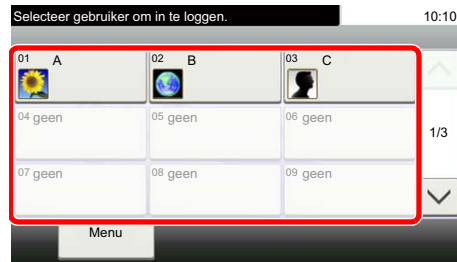 Selecteer gebruiker om in te loggen. 10:10
01 A 02 B 03 C
04 geen 05 geen 06 geen
1/3
07 geen 08 geen 09 geen
Menu